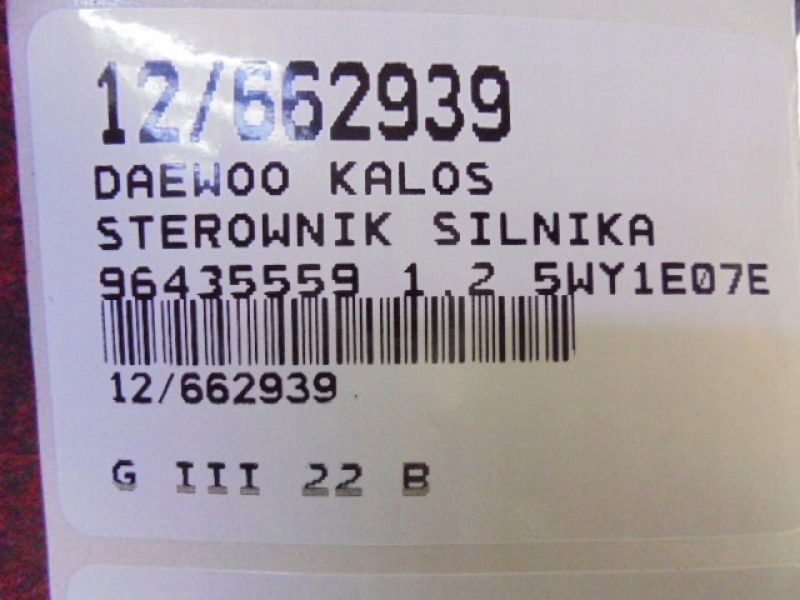 12/662939
DAEWOO KALOS
STEROWNIK SILNIKA
96435559 1.2 5WY1E07E
12/662939
G III 22 B